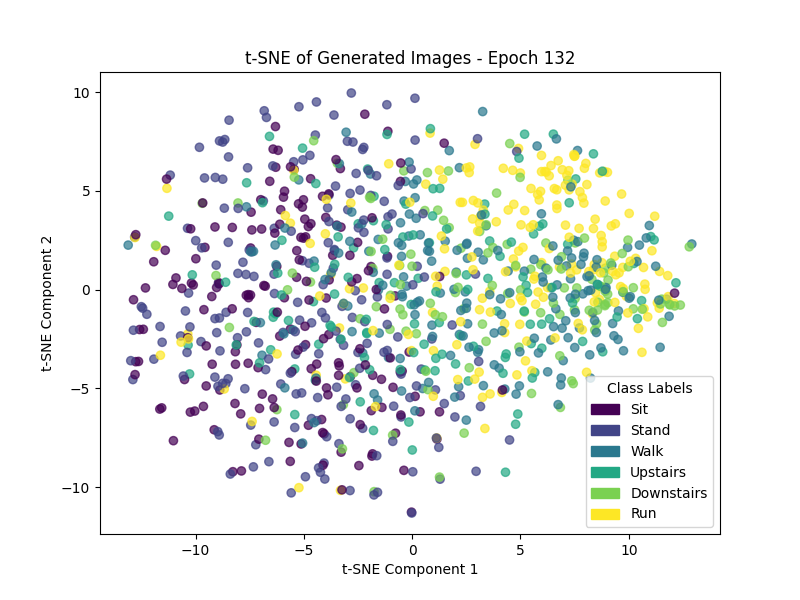 t-SNE of Generated Images - Epoch 132
10
5
0
−5
−10
t-SNE Component 2
−10
−5
0
5
10
t-SNE Component 1
Class Labels
Sit
Stand
Walk
Upstairs
Downstairs
Run